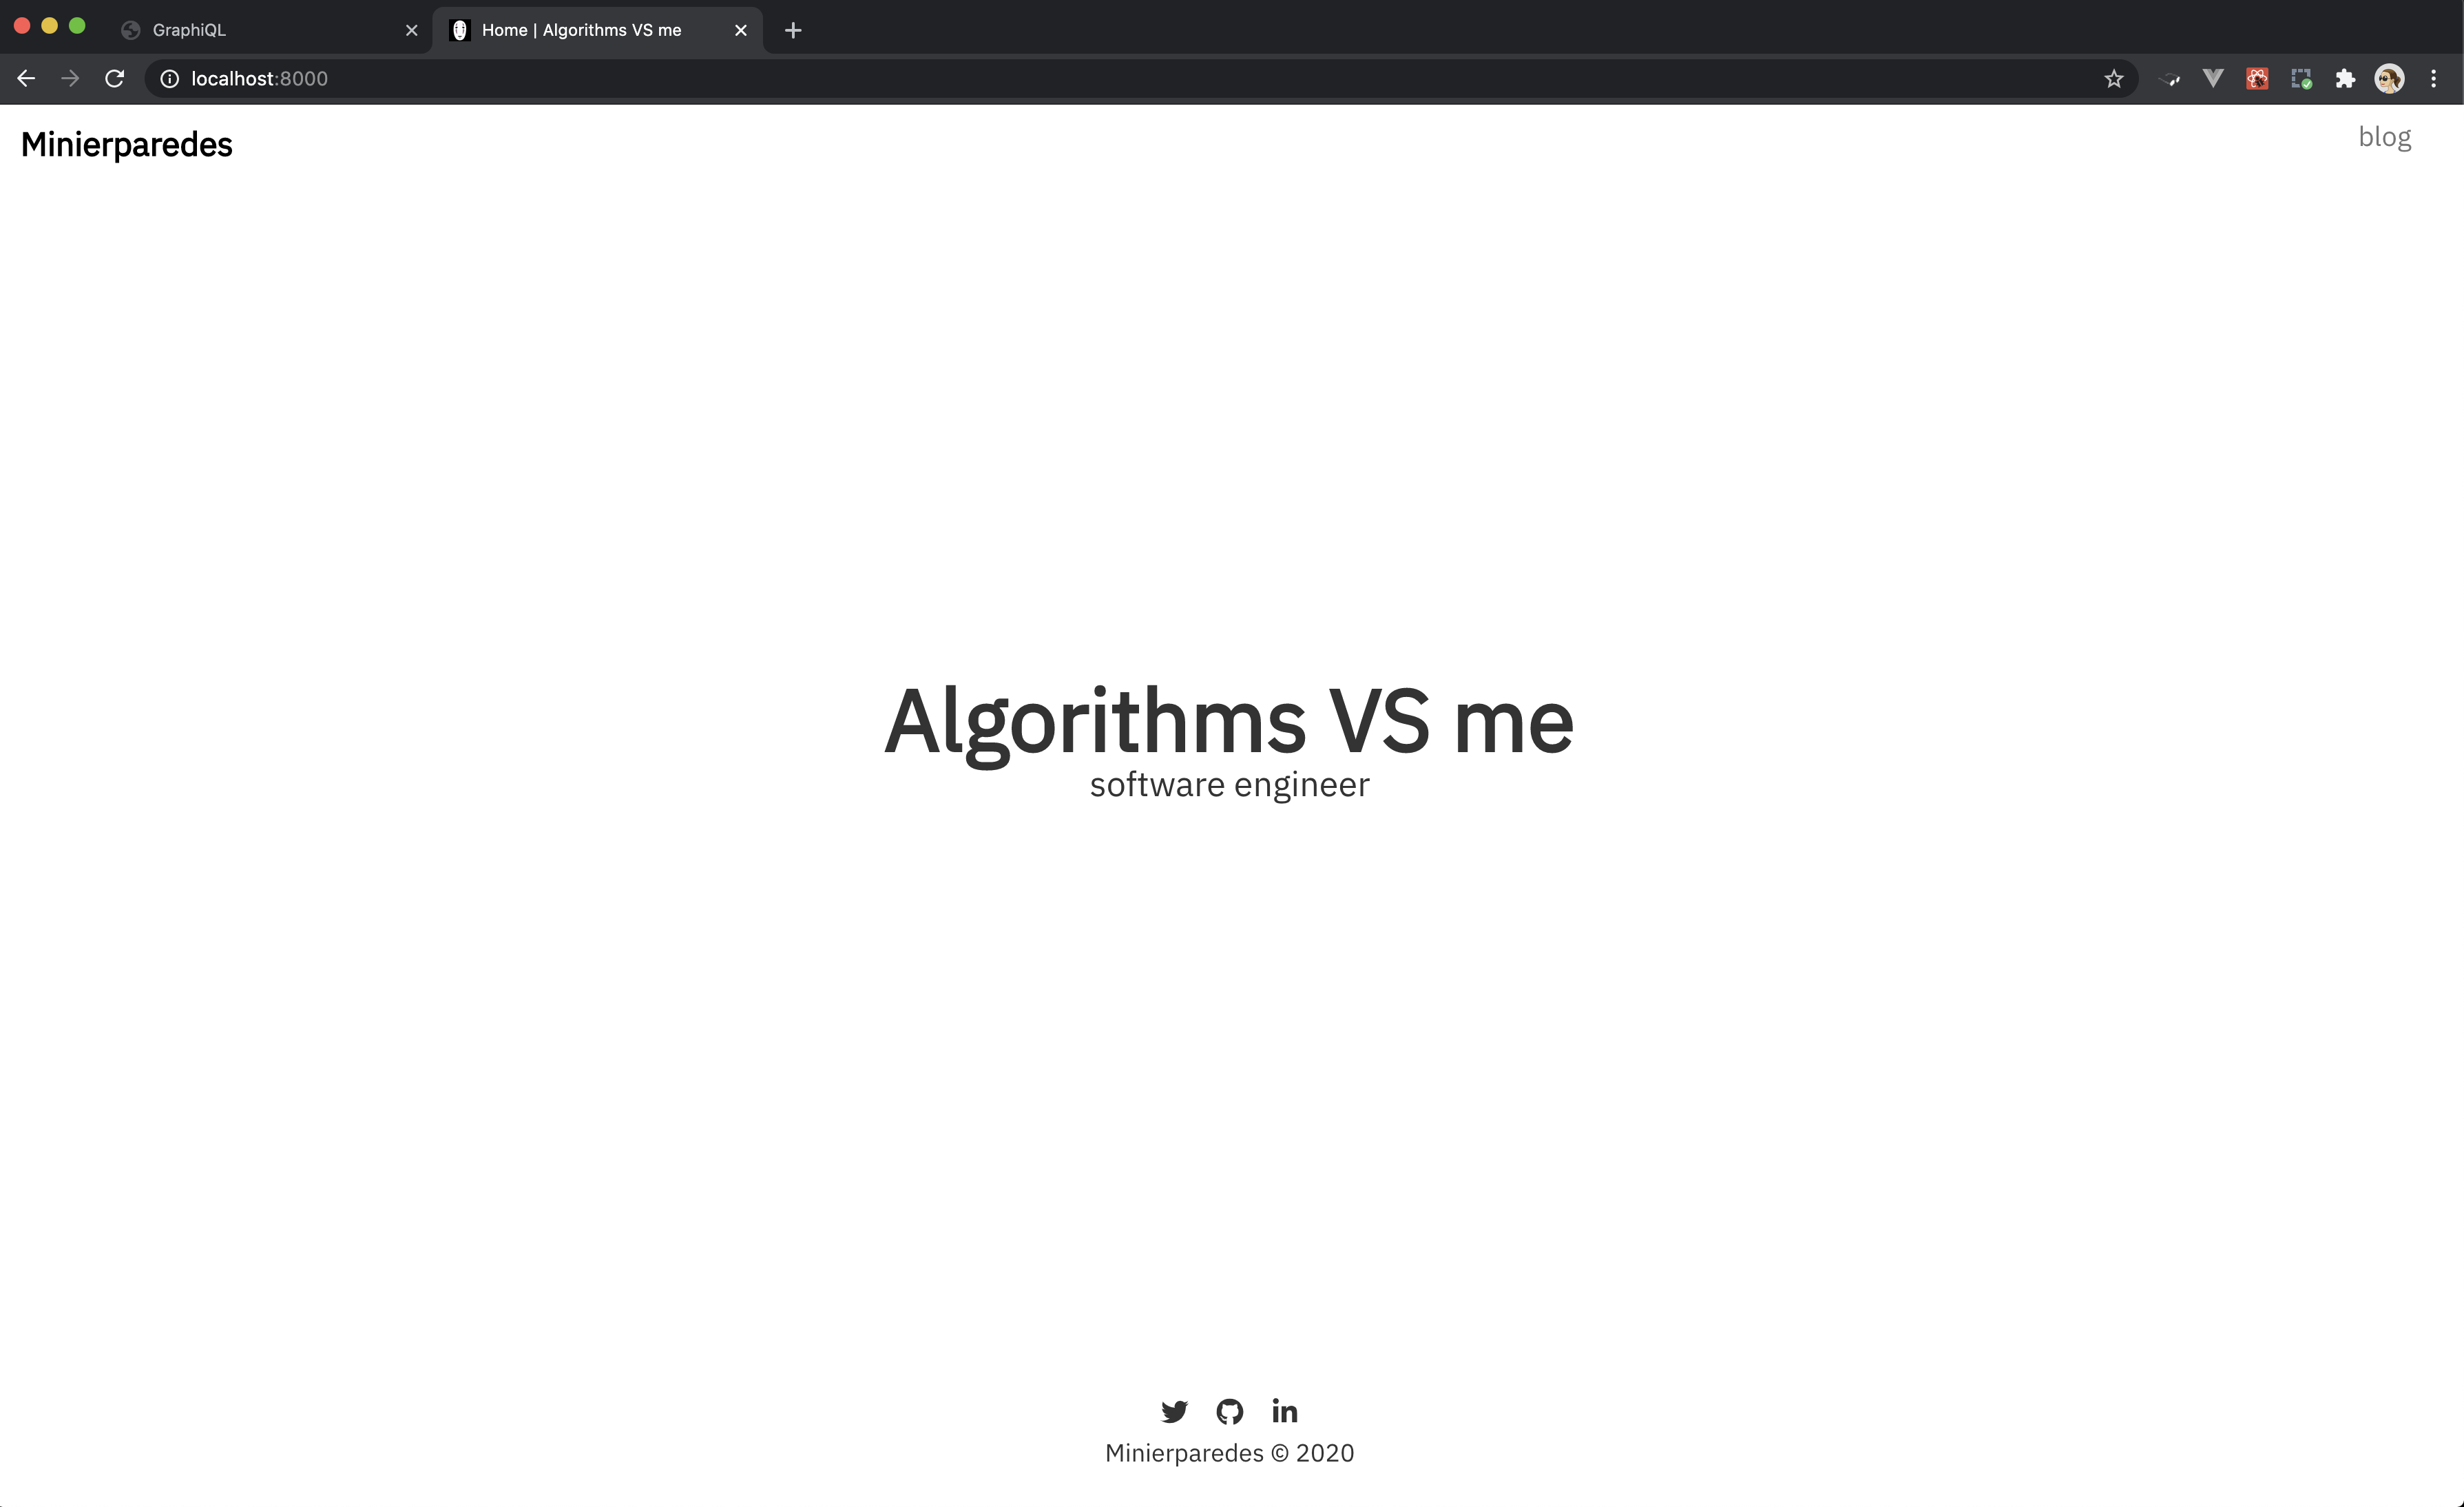 GraphiQL
Home | Algorithms VS me
localhost:8000
Minierparedes
blog
Algorithms VS me
software engineer
in
Minierparedes © 2020